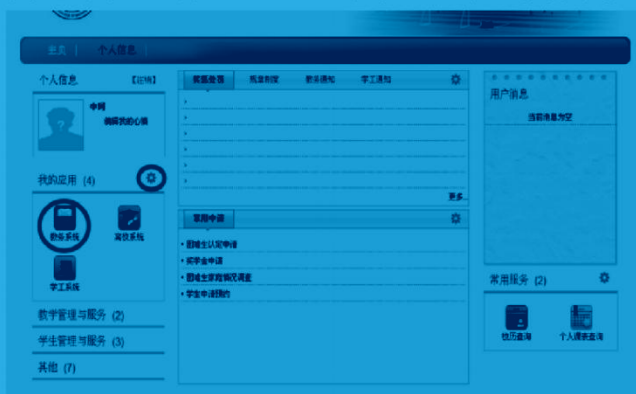 主页 | 个人信息 |
个人信息 【注销】
申网
编辑我的心情
我的应用 (4)
教务系统 离校系统
学工系统
教学管理与服务 (2)
学生管理与服务 (3)
其他 (7)
奖惩处罚 规章制度 教务通知 学工通知
更多..
常用申请
• 困难生认定申请
• 奖学金申请
• 困难生家庭情况调查
• 学生申请预约
用户消息
当前消息为空
常用服务 (2)
校历查询 个人课表查询